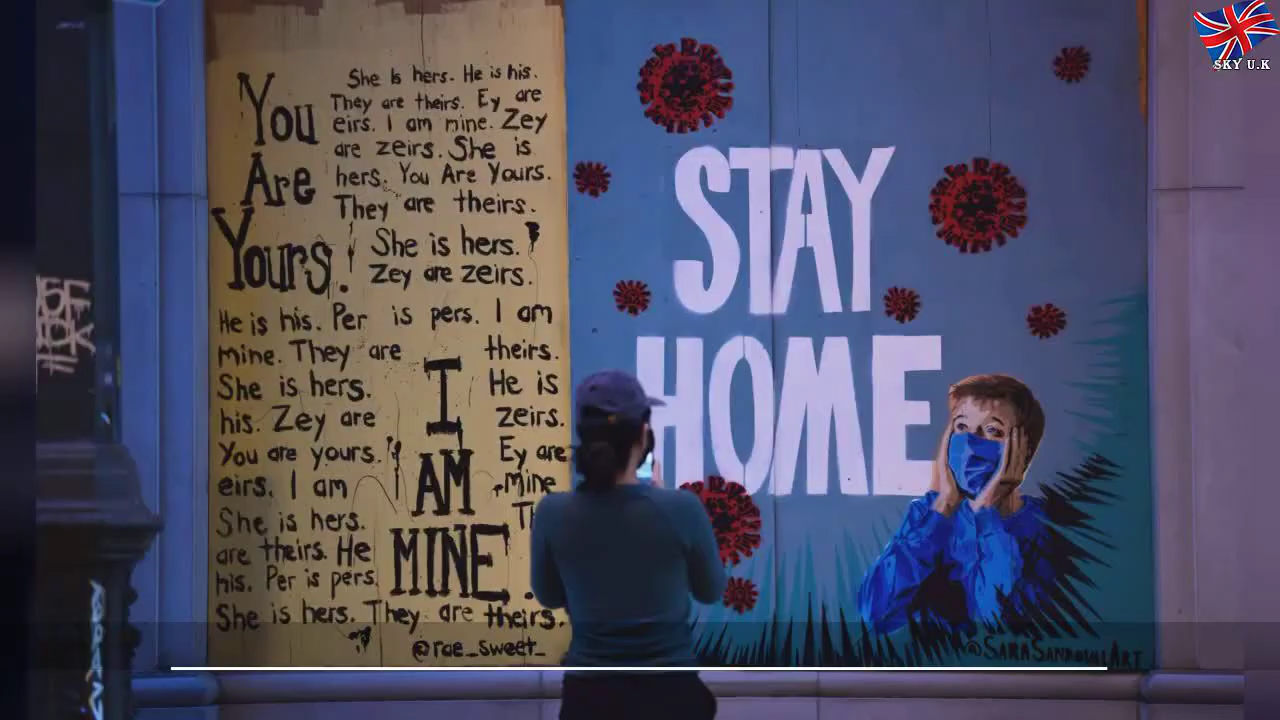 SKY U.K
She is hers. He is his.
They are theirs. Ey are
eirs. I am mine. Zey
are zeirs. She is
hers. You Are Yours.
They are theirs.
You
Are
Yours!.
She is hers.
Zey are zeirs.
He is his. Per is pers. I am
mine. They are theirs.
She is hers. He is
his. Zey are zeirs.
You are yours. Ey are
eirs. I am mine
She is hers.
are theirs. He
his. Per is pers.
She is hers. They are theirs.
I
AM
MINE.
@rae_sweet_
STAY
HOME